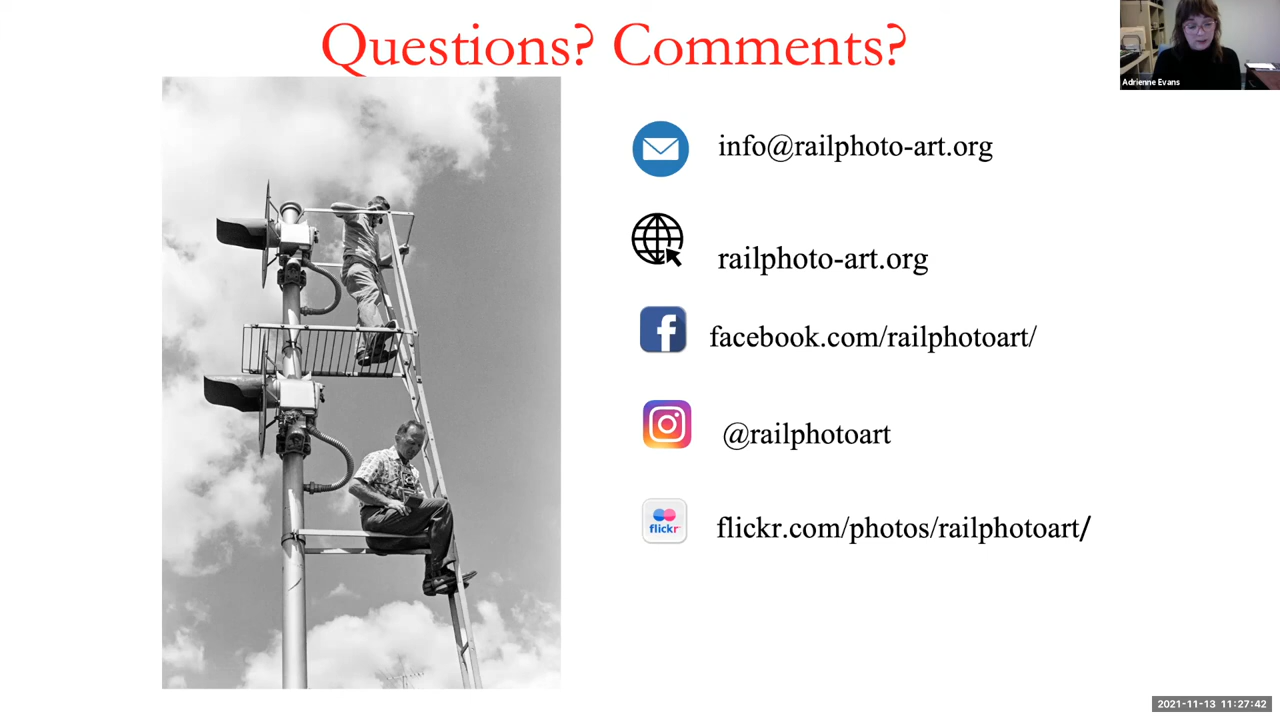 Questions? Comments?
Adrienne Evans
info@railphoto-art.org
railphoto-art.org
facebook.com/railphotoart/
@railphotoart
flickr
flickr.com/photos/railphotoart/
2021-11-13 11:27:42